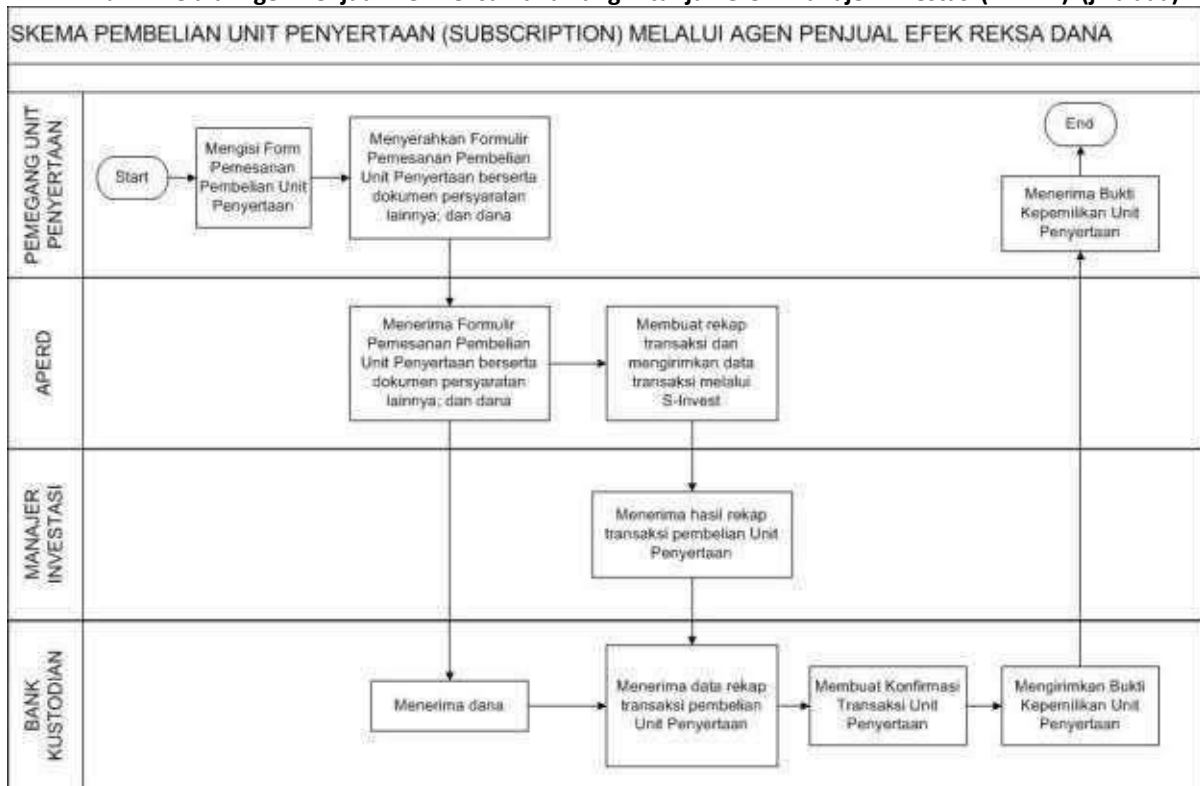 SKEMA PEMBELIAN UNIT PENYERTAAN (SUBSCRIPTION) MELALUI AGEN PENJUAL EFEK REKSA DANA
PEMEGANG UNIT
PENYERTAAN
Start
Mengisi Form
Pemesanan
Pembelian Unit
Penyertaan
Menyerahkan Formulir
Pemesanan Pembelian
Unit Penyertaan berserta
dokumen persyaratan
lainnya; dan dana
End
Menerima Bukti
Kepemilikan Unit
Penyertaan
APERD
Menerima Formulir
Pemesanan Pembelian
Unit Penyertaan berserta
dokumen persyaratan
lainnya; dan dana
Membuat rekap
transaksi dan
mengirimkan data
transaksi melalui
S-Invest
MANAJER
INVESTASI
Menerima hasil rekap
transaksi pembelian Unit
Penyertaan
BANK
KUSTODIAN
Menerima dana
Menerima data rekap
transaksi pembelian
Unit Penyertaan
Membuat Konfirmasi
Transaksi Unit
Penyertaan
Mengirimkan Bukti
Kepemilikan Unit
Penyertaan